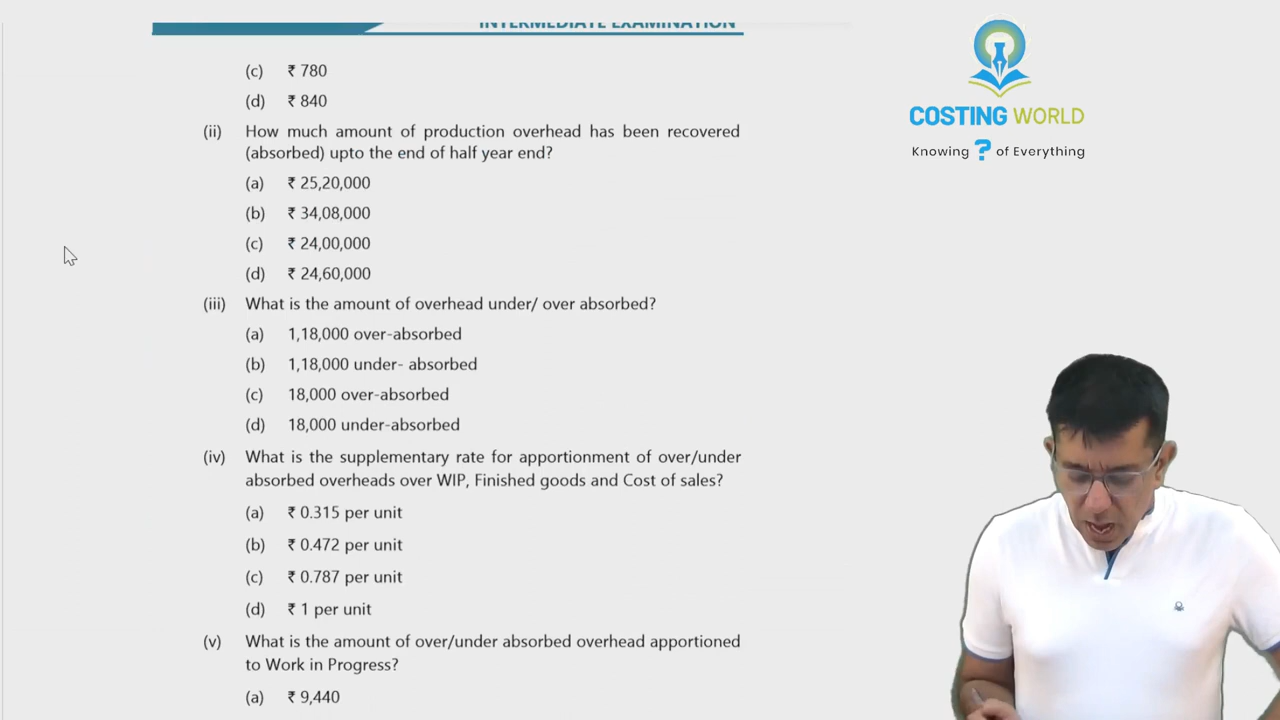 INTERMEDIATE EXAMINATION
(c) ₹ 780
(d) ₹ 840
(ii) How much amount of production overhead has been recovered
(absorbed) upto the end of half year end?
(a) ₹ 25,20,000
(b) ₹ 34,08,000
(c) ₹ 24,00,000
(d) ₹ 24,60,000
(iii) What is the amount of overhead under/ over absorbed?
(a) 1,18,000 over-absorbed
(b) 1,18,000 under- absorbed
(c) 18,000 over-absorbed
(d) 18,000 under-absorbed
(iv) What is the supplementary rate for apportionment of over/under
absorbed overheads over WIP, Finished goods and Cost of sales?
(a) ₹ 0.315 per unit
(b) ₹ 0.472 per unit
(c) ₹ 0.787 per unit
(d) ₹ 1 per unit
(v) What is the amount of over/under absorbed overhead apportioned
to Work in Progress?
(a) ₹ 9,440
COSTING WORLD
Knowing ? of Everything